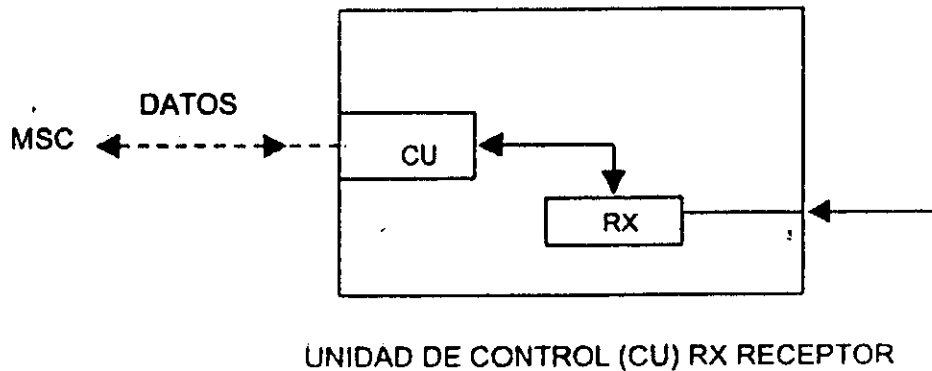 DATOS
MSC
CU
RX
UNIDAD DE CONTROL (CU) RX RECEPTOR